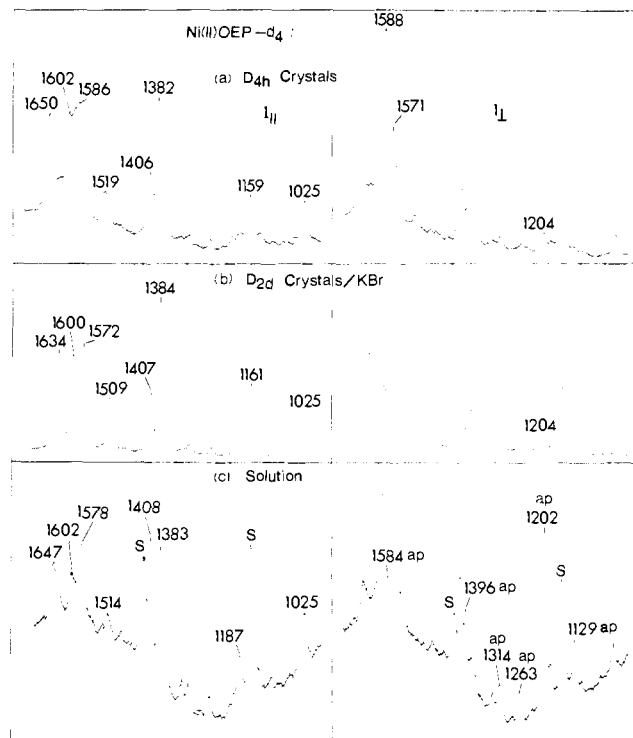 Ni(II)OEP-d4 :
1588
(a) D4h Crystals
1602
1586
1382
1650
1571
I||
I⊥
1406
1519
1159
1025
1204
(b) D2d Crystals/KBr
1384
1600
1572
1634
1407
1509
1161
1025
1204
(c) Solution
1408
ap
1578
1202
1602
S
1383
S
1647
1584 ap
S
1396 ap
S
1514
1025
1187
ap
1129 ap
1314 ap
1263